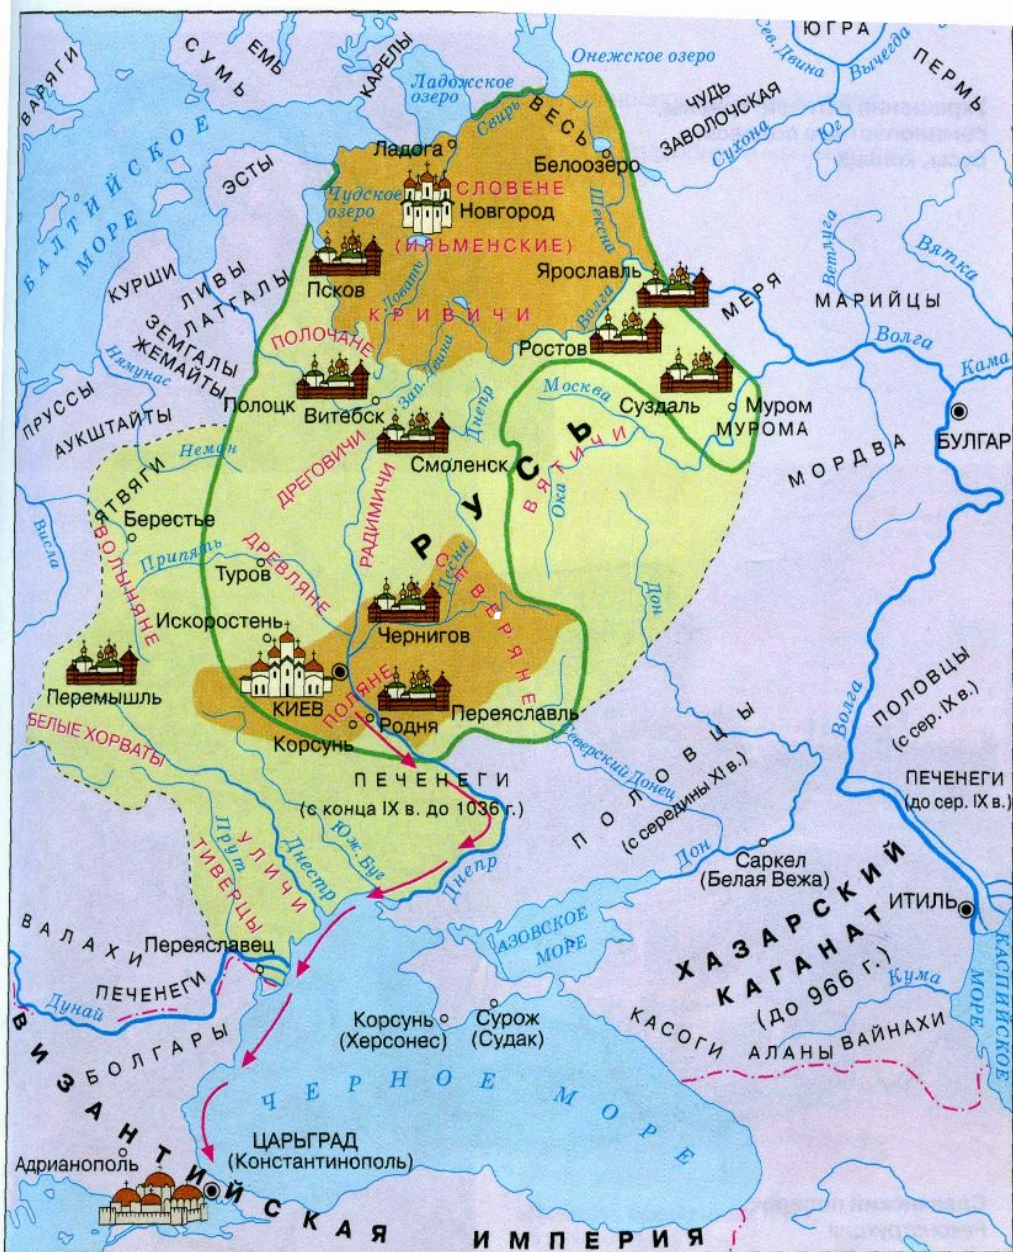 ЮГРА
Сев. Двина
Вычегда
ПЕРМЬ
ВАРЯГИ
СУМЬ
ЕМЬ
КАРЕЛЫ
Ладожское
озеро
Онежское озеро
Свирь
ВЕСЬ
ЧУДЬ
ЗАВОЛОЧСКАЯ
Сухона
Юг
БАЛТИЙСКОЕ
МОРЕ
ЭСТЫ
Ладога
Белоозеро
Чудское
озеро
СЛОВЕНЕ
Новгород
(ИЛЬМЕНСКИЕ)
Шексна
Ветлуга
Вятка
КУРШИ
ЛИВЫ
ЛАТГАЛЫ
ЗЕМГАЛЫ
ЖЕМАЙТЫ
Псков
Ловать
Ярославль
МЕРЯ
МАРИЙЦЫ
КРИВИЧИ
Волга
Волга
Кама
ПОЛОЧАНЕ
Ростов
Нямунас
ПРУССЫ
АУКШТАЙТЫ
Полоцк
Витебск
Зап. Двина
Днепр
Москва
Суздаль
Муром
МУРОМА
БУЛГАР
МОРДВА
Неман
ДРЕГОВИЧИ
Смоленск
РУСЬ
ВЯТИЧИ
Ока
ЯТВЯГИ
Берестье
РАДИМИЧИ
Висла
ВОЛЫНЯНЕ
Припять
Туров
ДРЕВЛЯНЕ
Десна
СЕВЕРЯНЕ
Дон
Искоростень
Чернигов
Перемышль
КИЕВ
ПОЛЯНЕ
Родня
Переяславль
Корсунь
БЕЛЫЕ ХОРВАТЫ
Северский Донец
Волга
ПОЛОВЦЫ
(с сер. IX в.)
ПЕЧЕНЕГИ
(с конца IX в. до 1036 г.)
ПОЛОВЦЫ
(с середины XI в.)
ПЕЧЕНЕГИ
(до сер. IX в.)
Прут
УЛИЧИ
ТИВЕРЦЫ
Днестр
Юж. Буг
Днепр
Дон
Саркел
(Белая Вежа)
ХАЗАРСКИЙ
КАГАНАТ
(до 966 г.)
ИТИЛЬ
АЗОВСКОЕ
МОРЕ
ВАЛАХИ
Переяславец
ПЕЧЕНЕГИ
Дунай
Кума
КАСПИЙСКОЕ
МОРЕ
БОЛГАРЫ
Корсунь
(Херсонес)
Сурож
(Судак)
КАСОГИ
АЛАНЫ
ВАЙНАХИ
ЧЕРНОЕ МОРЕ
ЦАРЬГРАД
(Константинополь)
Адрианополь
ВИЗАНТИЙСКАЯ ИМПЕРИЯ